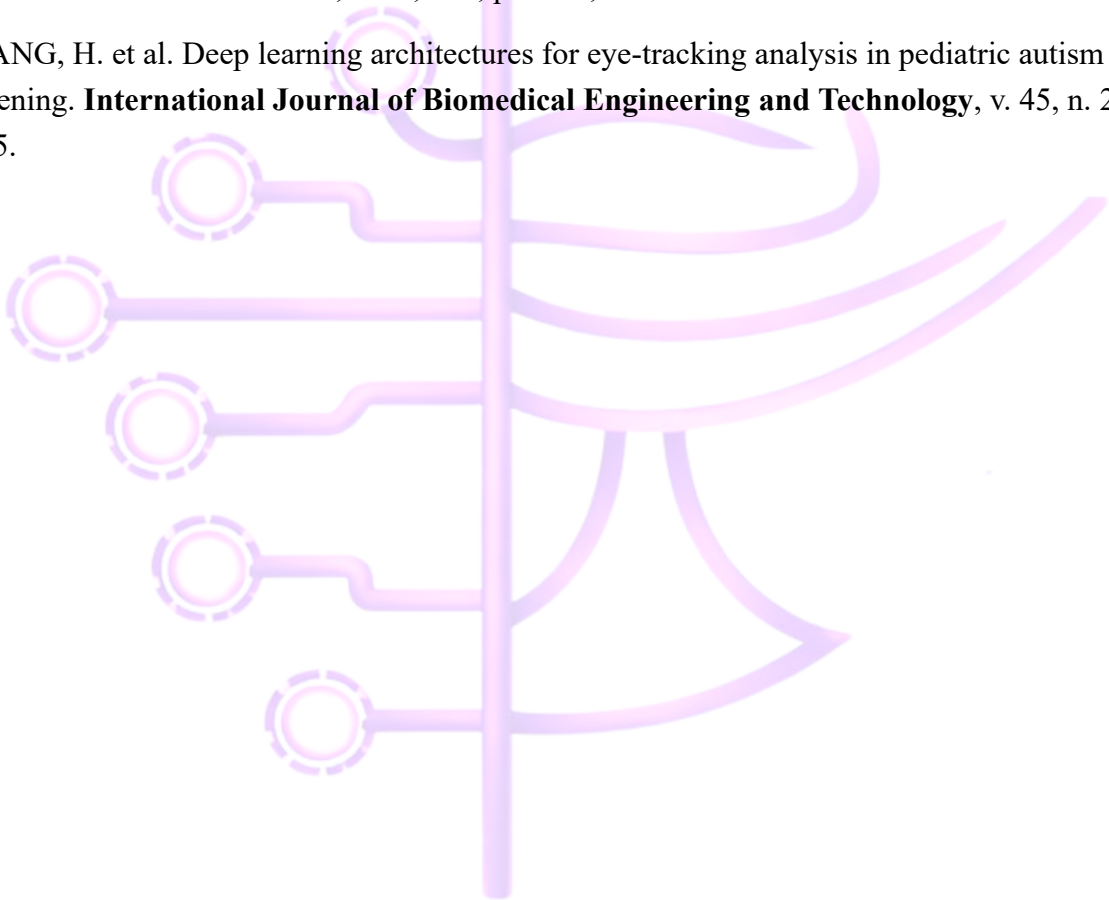 ANG, H. et al. Deep learning architectures for eye-tracking analysis in pediatric autism
ening. International Journal of Biomedical Engineering and Technology, v. 45, n. 2
5.